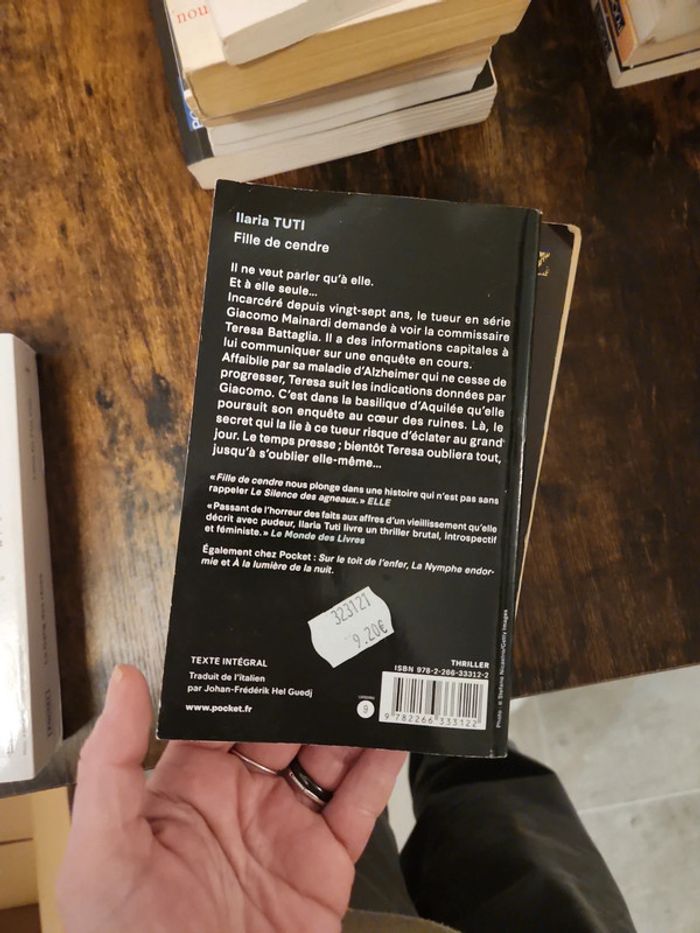 nou
Ilaria TUTI
Fille de cendre
Il ne veut parler qu'à elle.
Et à elle seule...
Incarcéré depuis vingt-sept ans, le tueur en série
Giacomo Mainardi demande à voir la commissaire
Teresa Battaglia. Il a des informations capitales à
lui communiquer sur une enquête en cours.
Affaiblie par sa maladie d'Alzheimer qui ne cesse de
progresser, Teresa suit les indications données par
Giacomo. C'est dans la basilique d'Aquilée qu'elle
poursuit son enquête au cœur des ruines. Là, le
secret qui la lie à ce tueur risque d'éclater au grand
jour. Le temps presse ; bientôt Teresa oubliera tout,
jusqu'à s'oublier elle-même...
« Fille de cendre nous plonge dans une histoire qui n'est pas sans
rappeler Le Silence des agneaux. » ELLE
« Passant de l'horreur des faits aux affres d'un vieillissement qu'elle
décrit avec pudeur, Ilaria Tuti livre un thriller brutal, introspectif
et féministe. » Le Monde des Livres
Également chez Pocket : Sur le toit de l'enfer, La Nymphe endor-
mie et À la lumière de la nuit.
323121
9.20€
TEXTE INTÉGRAL
Traduit de l'italien
par Johan-Frédérik Hel Guedj
www.pocket.fr
CATÉGORIE
9
THRILLER
ISBN 978-2-266-33312-2
9 782266 333122
Photo : © Stefano Nicastro/Getty Images